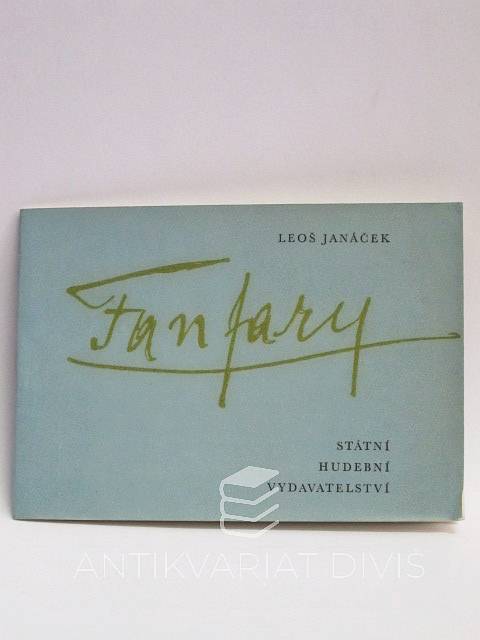 LEOŠ JANÁČEK
Fanfary
STÁTNÍ
HUDEBNÍ
VYDAVATELSTVÍ
ANTIKVARIAT DIVIS